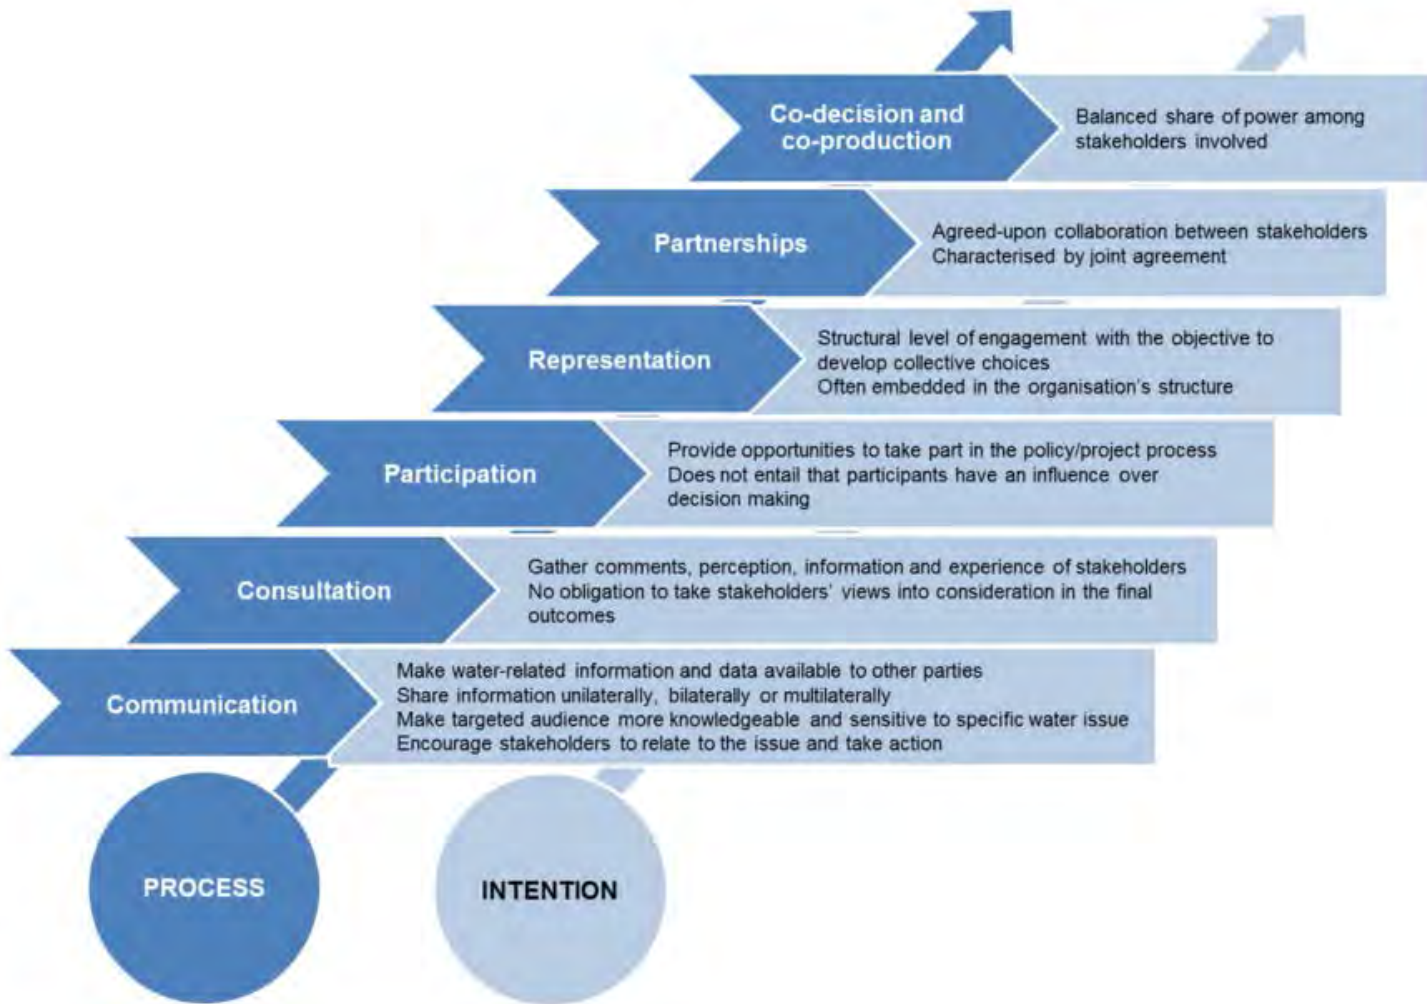 Co-decision and
co-production
Balanced share of power among
stakeholders involved
Partnerships
Agreed-upon collaboration between stakeholders
Characterised by joint agreement
Representation
Structural level of engagement with the objective to
develop collective choices
Often embedded in the organisation's structure
Participation
Provide opportunities to take part in the policy/project process
Does not entail that participants have an influence over
decision making
Consultation
Gather comments, perception, information and experience of stakeholders
No obligation to take stakeholders' views into consideration in the final
outcomes
Communication
Make water-related information and data available to other parties
Share information unilaterally, bilaterally or multilaterally
Make targeted audience more knowledgeable and sensitive to specific water issue
Encourage stakeholders to relate to the issue and take action
PROCESS
INTENTION